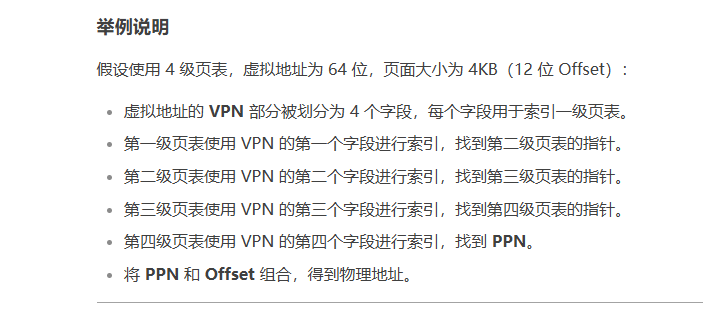 举例说明
假设使用 4 级页表，虚拟地址为 64 位，页面大小为 4KB（12 位 Offset）：
虚拟地址的 VPN 部分被划分为 4 个字段，每个字段用于索引一级页表。
第一级页表使用 VPN 的第一个字段进行索引，找到第二级页表的指针。
第二级页表使用 VPN 的第二个字段进行索引，找到第三级页表的指针。
第三级页表使用 VPN 的第三个字段进行索引，找到第四级页表的指针。
第四级页表使用 VPN 的第四个字段进行索引，找到 PPN。
将 PPN 和 Offset 组合，得到物理地址。